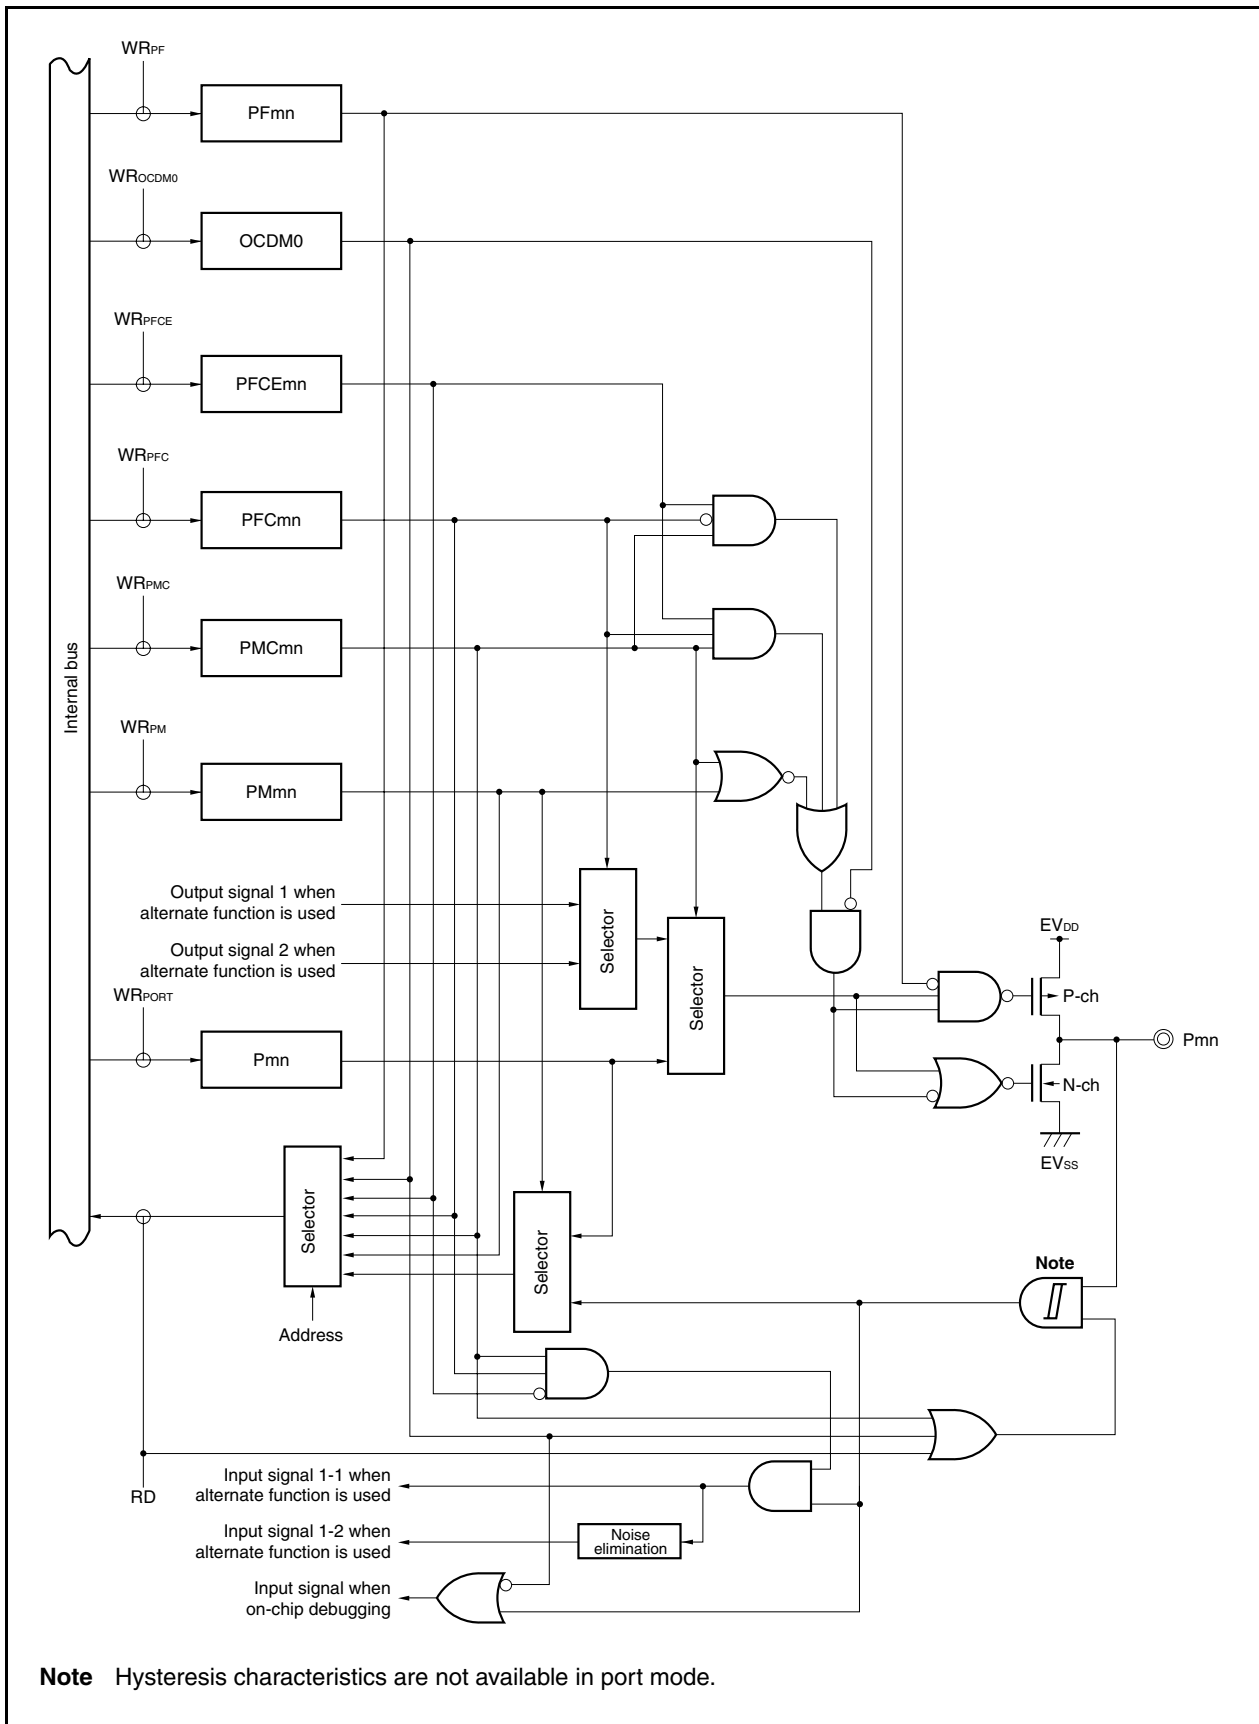 WRPF
PFmn
WROCDM0
OCDM0
WRPFCE
PFCEmn
WRPFC
PFCmn
WRPMC
PMCmn
Internal bus
WRPM
PMmn
Output signal 1 when
alternate function is used
Output signal 2 when
alternate function is used
Selector
Selector
EVDD
P-ch
WRPORT
Pmn
Pmn
N-ch
EVSS
Selector
Selector
Note
Address
RD
Input signal 1-1 when
alternate function is used
Input signal 1-2 when
alternate function is used
Noise
elimination
Input signal when
on-chip debugging
Note Hysteresis characteristics are not available in port mode.